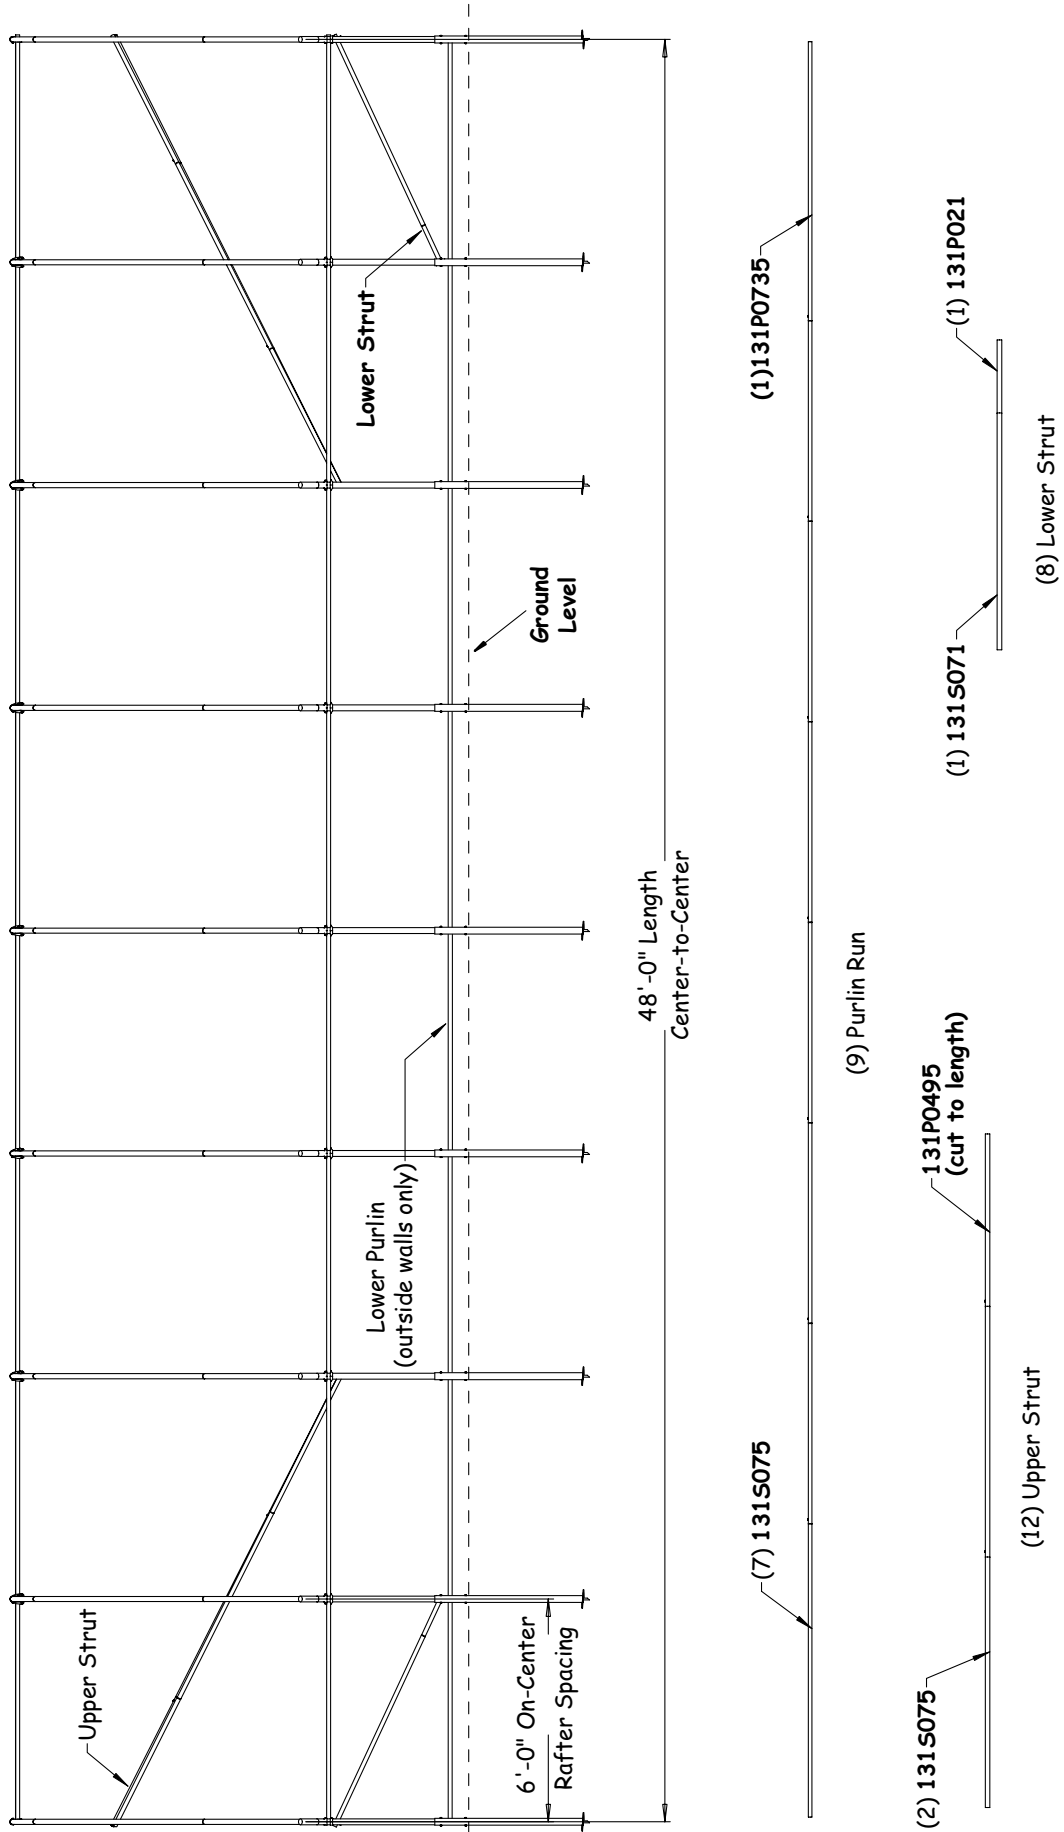 Upper Strut
6'-0" On-Center
Rafter Spacing
Lower Purlin
(outside walls only)
Ground
Level
Lower Strut
48'-0" Length
Center-to-Center
(7) 131S075
(1)131P0735
(9) Purlin Run
(2) 131S075
131P0495
(cut to length)
(12) Upper Strut
(1) 131S071
(1) 131P021
(8) Lower Strut